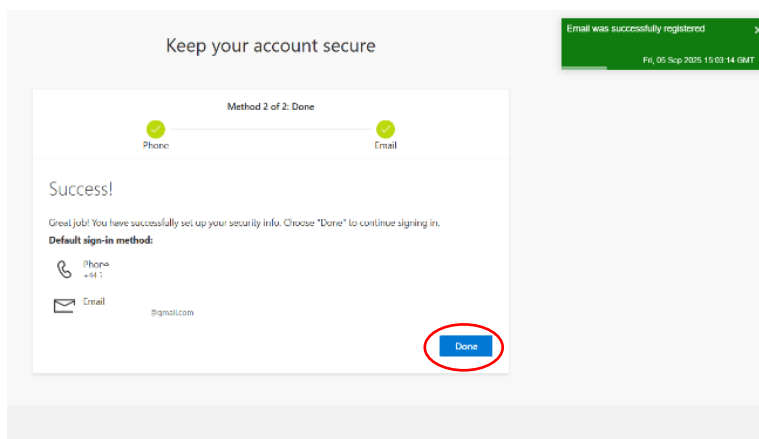 Keep your account secure
Email was successfully registered
Fri, 05 Sep 2025 15:03:14 GMT
Method 2 of 2: Done
Phone
Email
Success!
Great job! You have successfully set up your security info. Choose "Done" to continue signing in.
Default sign-in method:
Phone
+44 7
Email
@gmail.com
Done